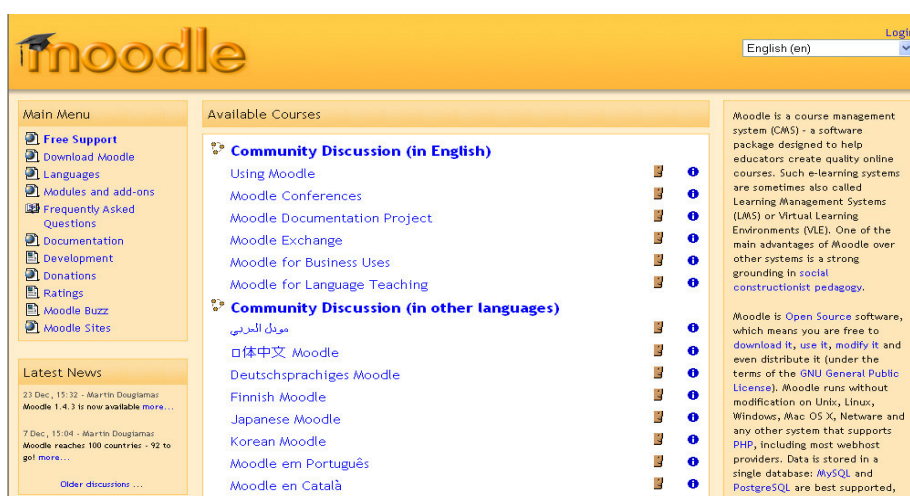 moodle
Login
English (en)
Main Menu
Free Support
Download Moodle
Languages
Modules and add-ons
Frequently Asked
Questions
Documentation
Development
Donations
Ratings
Moodle Buzz
Moodle Sites
Latest News
23 Dec, 15:32 - Martin Dougiamas
Moodle 1.4.3 is now available more...
7 Dec, 15:04 - Martin Dougiamas
Moodle reaches 100 countries - 92 to
go! more...
Older discussions ...
Available Courses
Community Discussion (in English)
Using Moodle
Moodle Conferences
Moodle Documentation Project
Moodle Exchange
Moodle for Business Uses
Moodle for Language Teaching
Community Discussion (in other languages)
مودل العربي
体中文 Moodle
Deutschsprachiges Moodle
Finnish Moodle
Japanese Moodle
Korean Moodle
Moodle em Português
Moodle en Català
Moodle is a course management
system (CMS) - a software
package designed to help
educators create quality online
courses. Such e-learning systems
are sometimes also called
Learning Management Systems
(LMS) or Virtual Learning
Environments (VLE). One of the
main advantages of Moodle over
other systems is a strong
grounding in social
constructionist pedagogy.
Moodle is Open Source software,
which means you are free to
download it, use it, modify it and
even distribute it (under the
terms of the GNU General Public
License). Moodle runs without
modification on Unix, Linux,
Windows, Mac OS X, Netware and
any other system that supports
PHP, including most webhost
providers. Data is stored in a
single database: MySQL and
PostgreSQL are best supported,